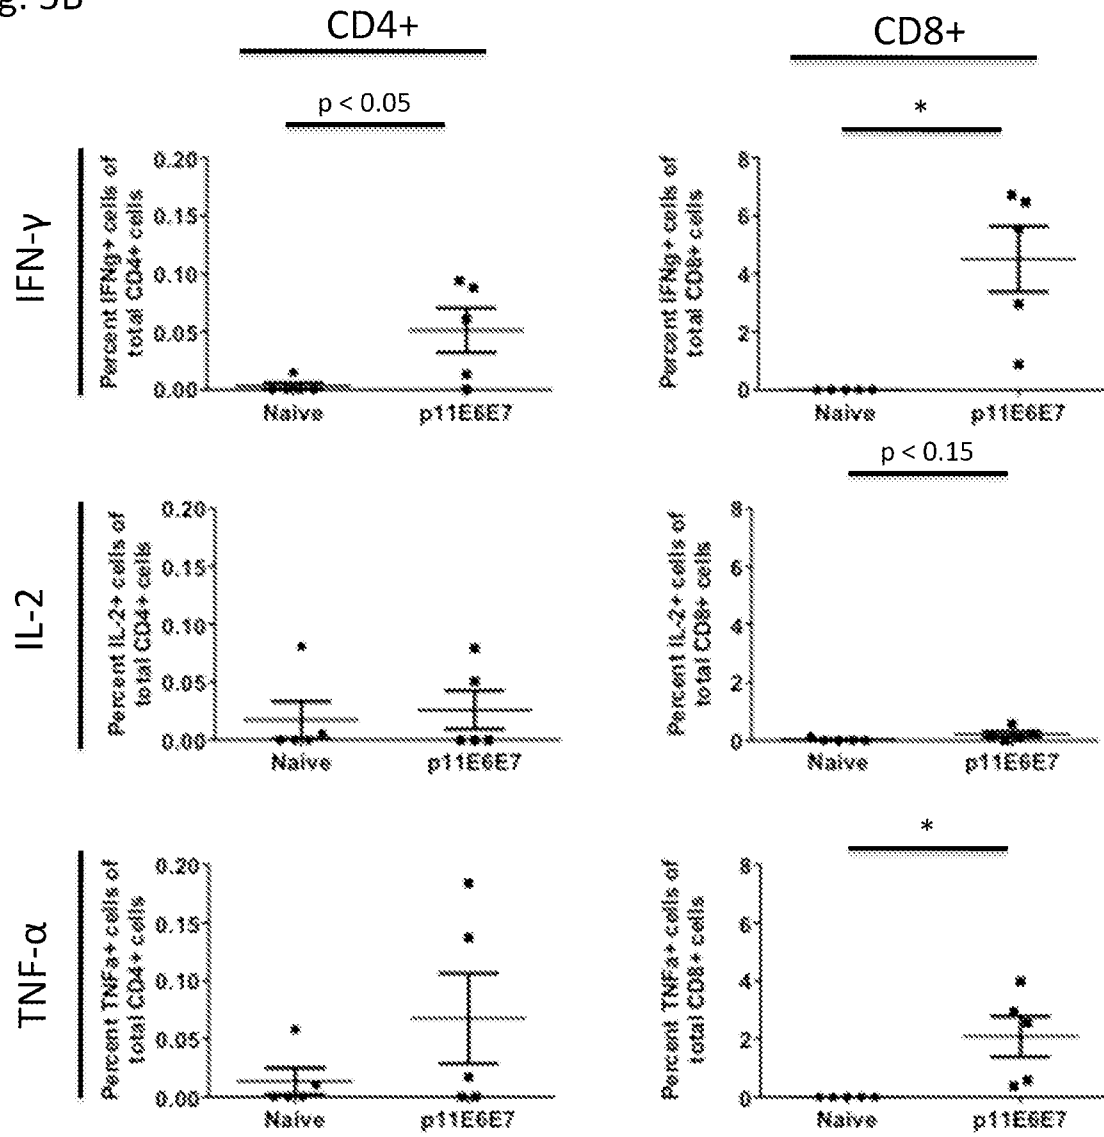 g. 5B
CD4+
CD8+
p < 0.05
*
IFN-γ
Percent IFNg+ cells of
total CD4+ cells
0.20
0.15
0.10
0.05
0.00
Naive
p11E6E7
Percent IFNg+ cells of
total CD8+ cells
8
6
4
2
0
Naive
p11E6E7
p < 0.15
IL-2
Percent IL-2+ cells of
total CD4+ cells
0.20
0.15
0.10
0.05
0.00
Naive
p11E6E7
Percent IL-2+ cells of
total CD8+ cells
8
6
4
2
0
Naive
p11E6E7
*
TNF-α
Percent TNFa+ cells of
total CD4+ cells
0.20
0.15
0.10
0.05
0.00
Naive
p11E6E7
Percent TNFa+ cells of
total CD8+ cells
8
6
4
2
0
Naive
p11E6E7